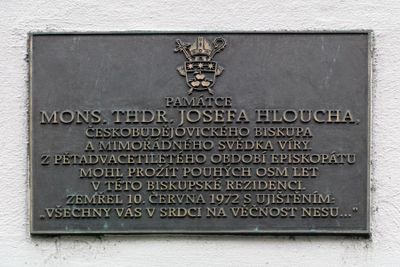 PAMÁTCE
MONS. THDR. JOSEFA HLOUCHA,
ČESKOBUDĚJOVICKÉHO BISKUPA
A MIMOŘÁDNÉHO SVĚDKA VÍRY.
Z PĚTADVACETILETÉHO OBDOBÍ EPISKOPÁTU
MOHL PROŽÍT POUHÝCH OSM LET
V TÉTO BISKUPSKÉ REZIDENCI.
ZEMŘEL 10. ČERVNA 1972 S UJIŠTĚNÍM:
„VŠECHNY VÁS V SRDCI NA VĚČNOST NESU...“